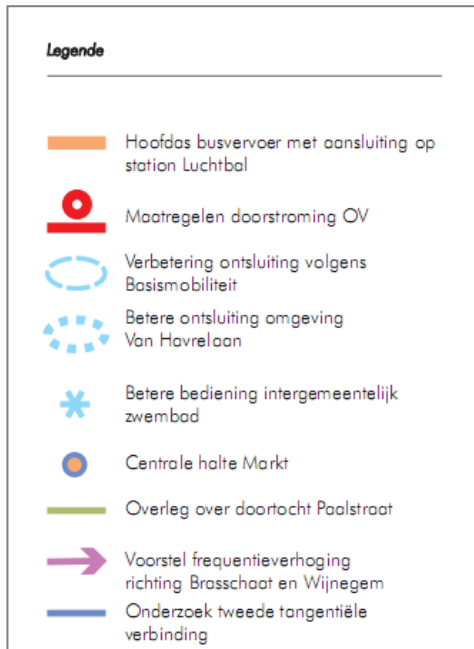 Legende
Hoofdas busvervoer met aansluiting op
station Luchtbal
Maatregelen doorstroming OV
Verbetering ontsluiting volgens
Basismobiliteit
Betere ontsluiting omgeving
Van Havrelaan
Betere bediening intergemeentelijk
zwembad
Centrale halte Markt
Overleg over doortocht Paalstraat
Voorstel frequentieverhoging
richting Brasschaat en Wijnegem
Onderzoek tweede tangentiële
verbinding